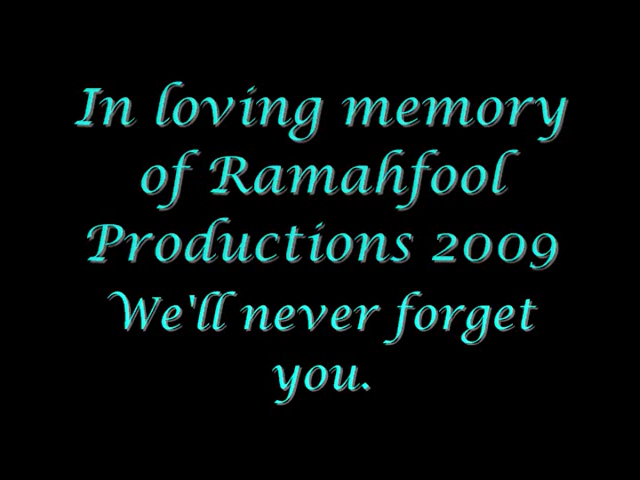 In loving memory
of Ramahfool
Productions 2009
We'll never forget
you.